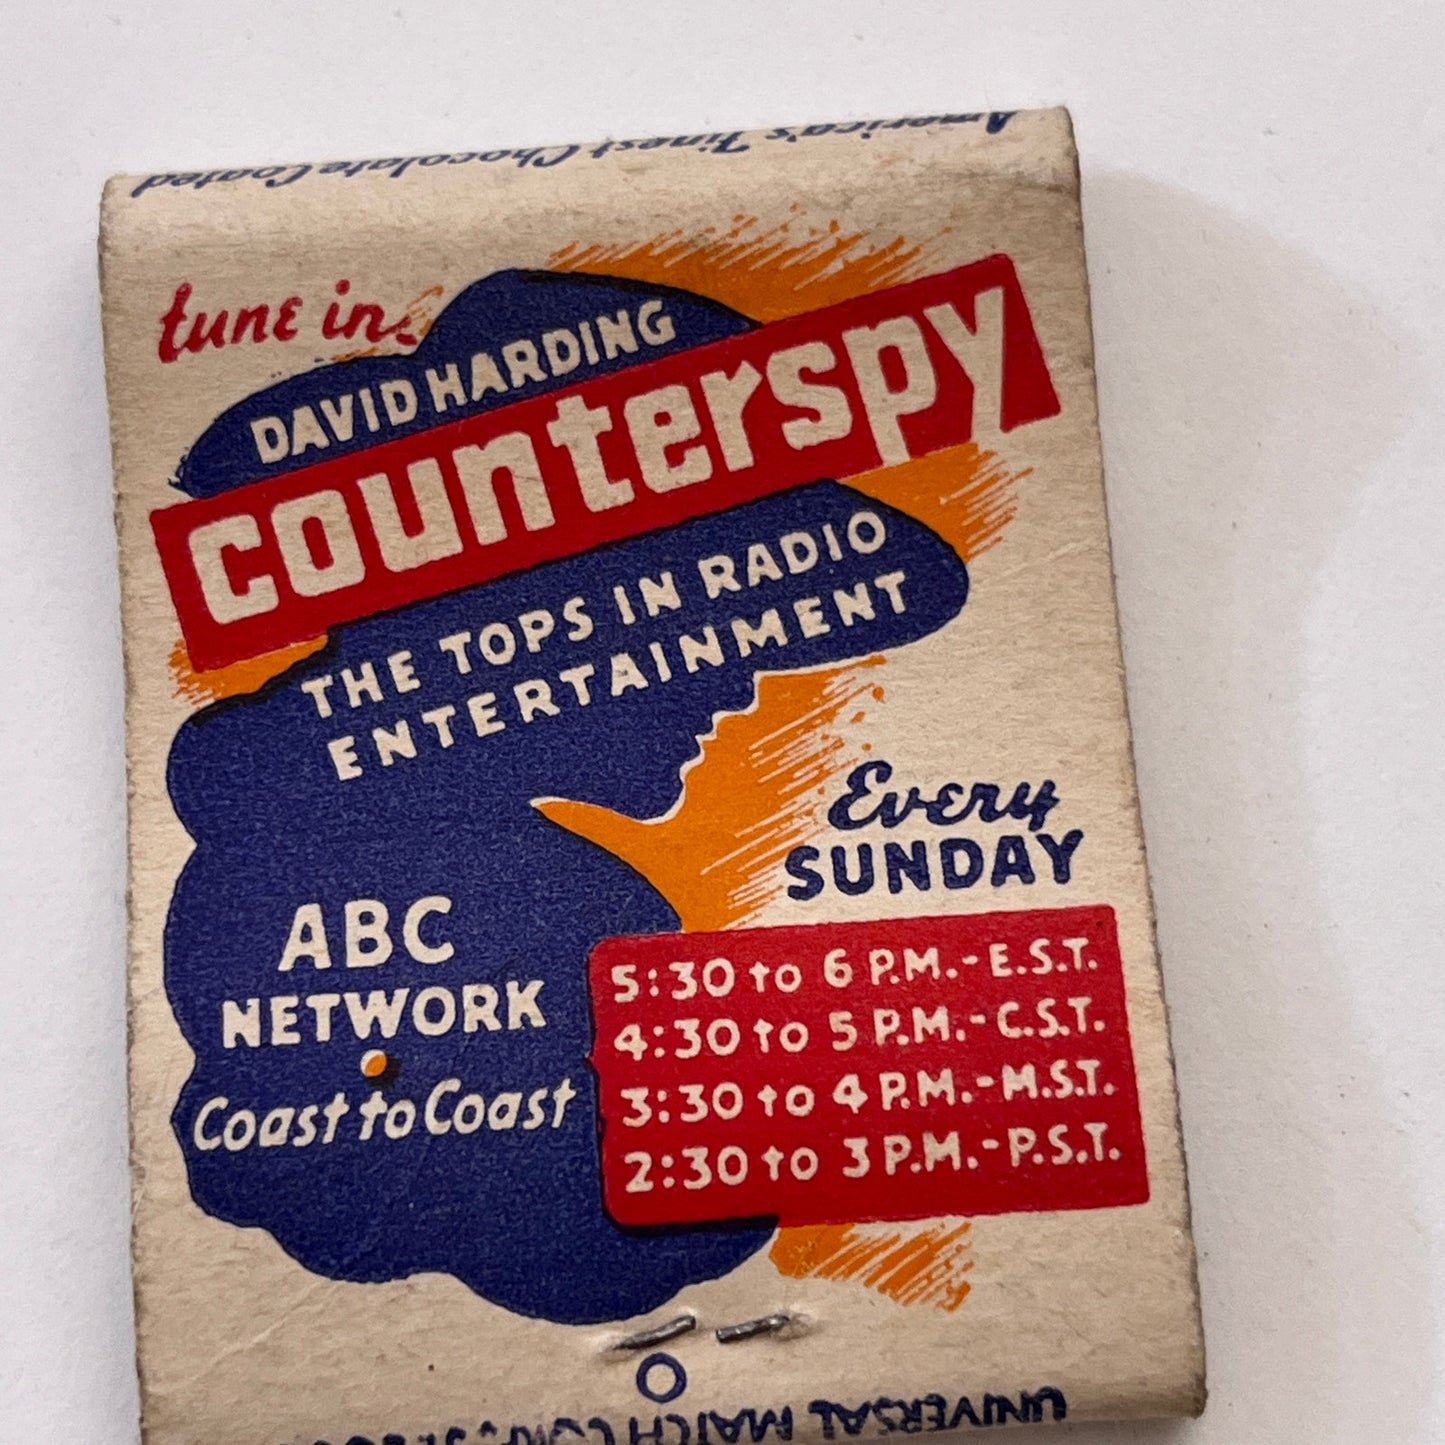 America's Finest Chocolate Coated
tune in
DAVID HARDING
counterspy
THE TOPS IN RADIO
ENTERTAINMENT
Every
SUNDAY
ABC
NETWORK
Coast to Coast
5:30 to 6 P.M.-E.S.T.
4:30 to 5 P.M.-C.S.T.
3:30 to 4 P.M.-M.S.T.
2:30 to 3 P.M.-P.S.T.
UNIVERSAL MATCH CORP.